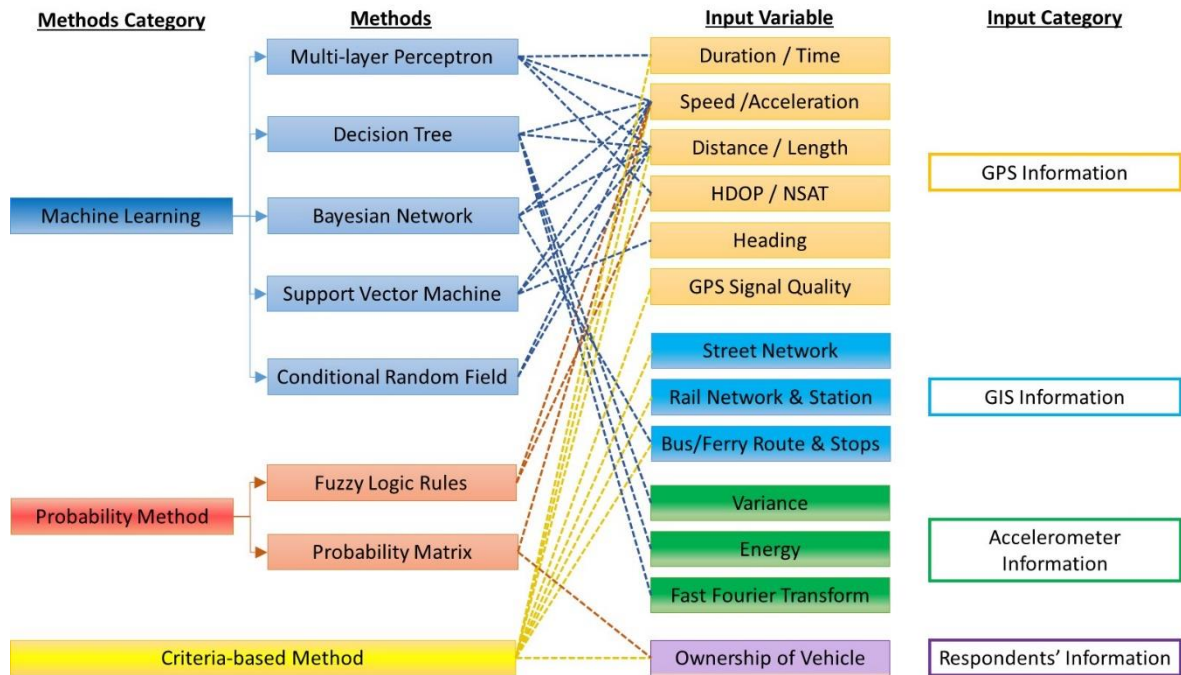 Methods Category
Methods
Input Variable
Input Category
Machine Learning
Probability Method
Multi-layer Perceptron
Decision Tree
Bayesian Network
Support Vector Machine
Conditional Random Field
Fuzzy Logic Rules
Probability Matrix
Criteria-based Method
Duration / Time
Speed /Acceleration
Distance / Length
HDOP / NSAT
Heading
GPS Signal Quality
Street Network
Rail Network & Station
Bus/Ferry Route & Stops
Variance
Energy
Fast Fourier Transform
Ownership of Vehicle
GPS Information
GIS Information
Accelerometer
Information
Respondents’ Information